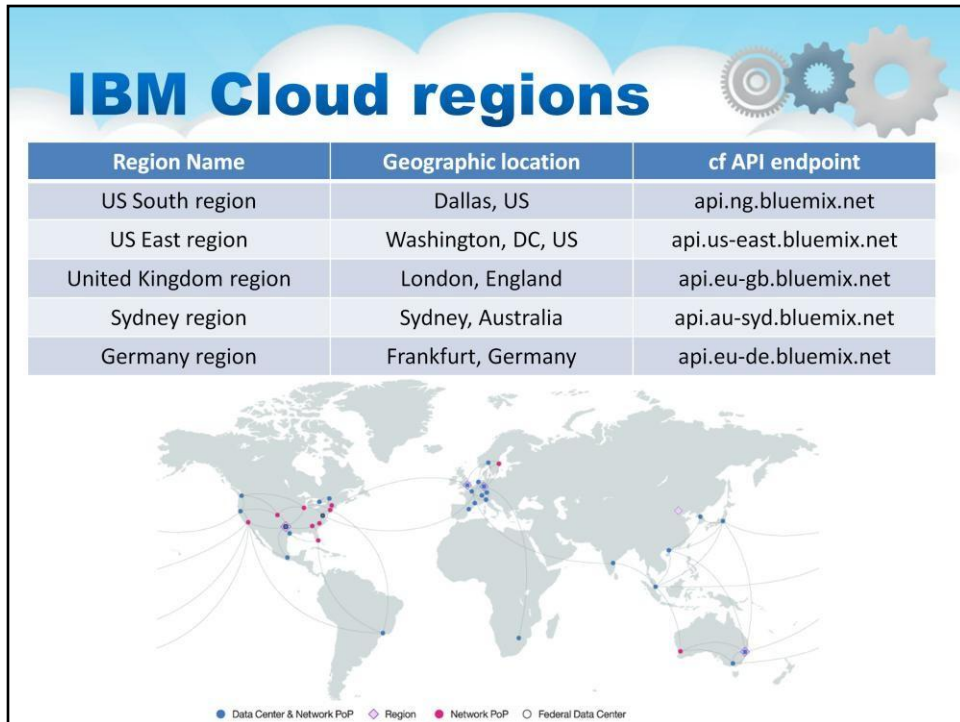 IBM Cloud regions
Region Name Geographic location cf API endpoint
US South region Dallas, US api.ng.bluemix.net
US East region Washington, DC, US api.us-east.bluemix.net
United Kingdom region London, England api.eu-gb.bluemix.net
Sydney region Sydney, Australia api.au-syd.bluemix.net
Germany region Frankfurt, Germany api.eu-de.bluemix.net
Data Center & Network PoP Region Network PoP Federal Data Center